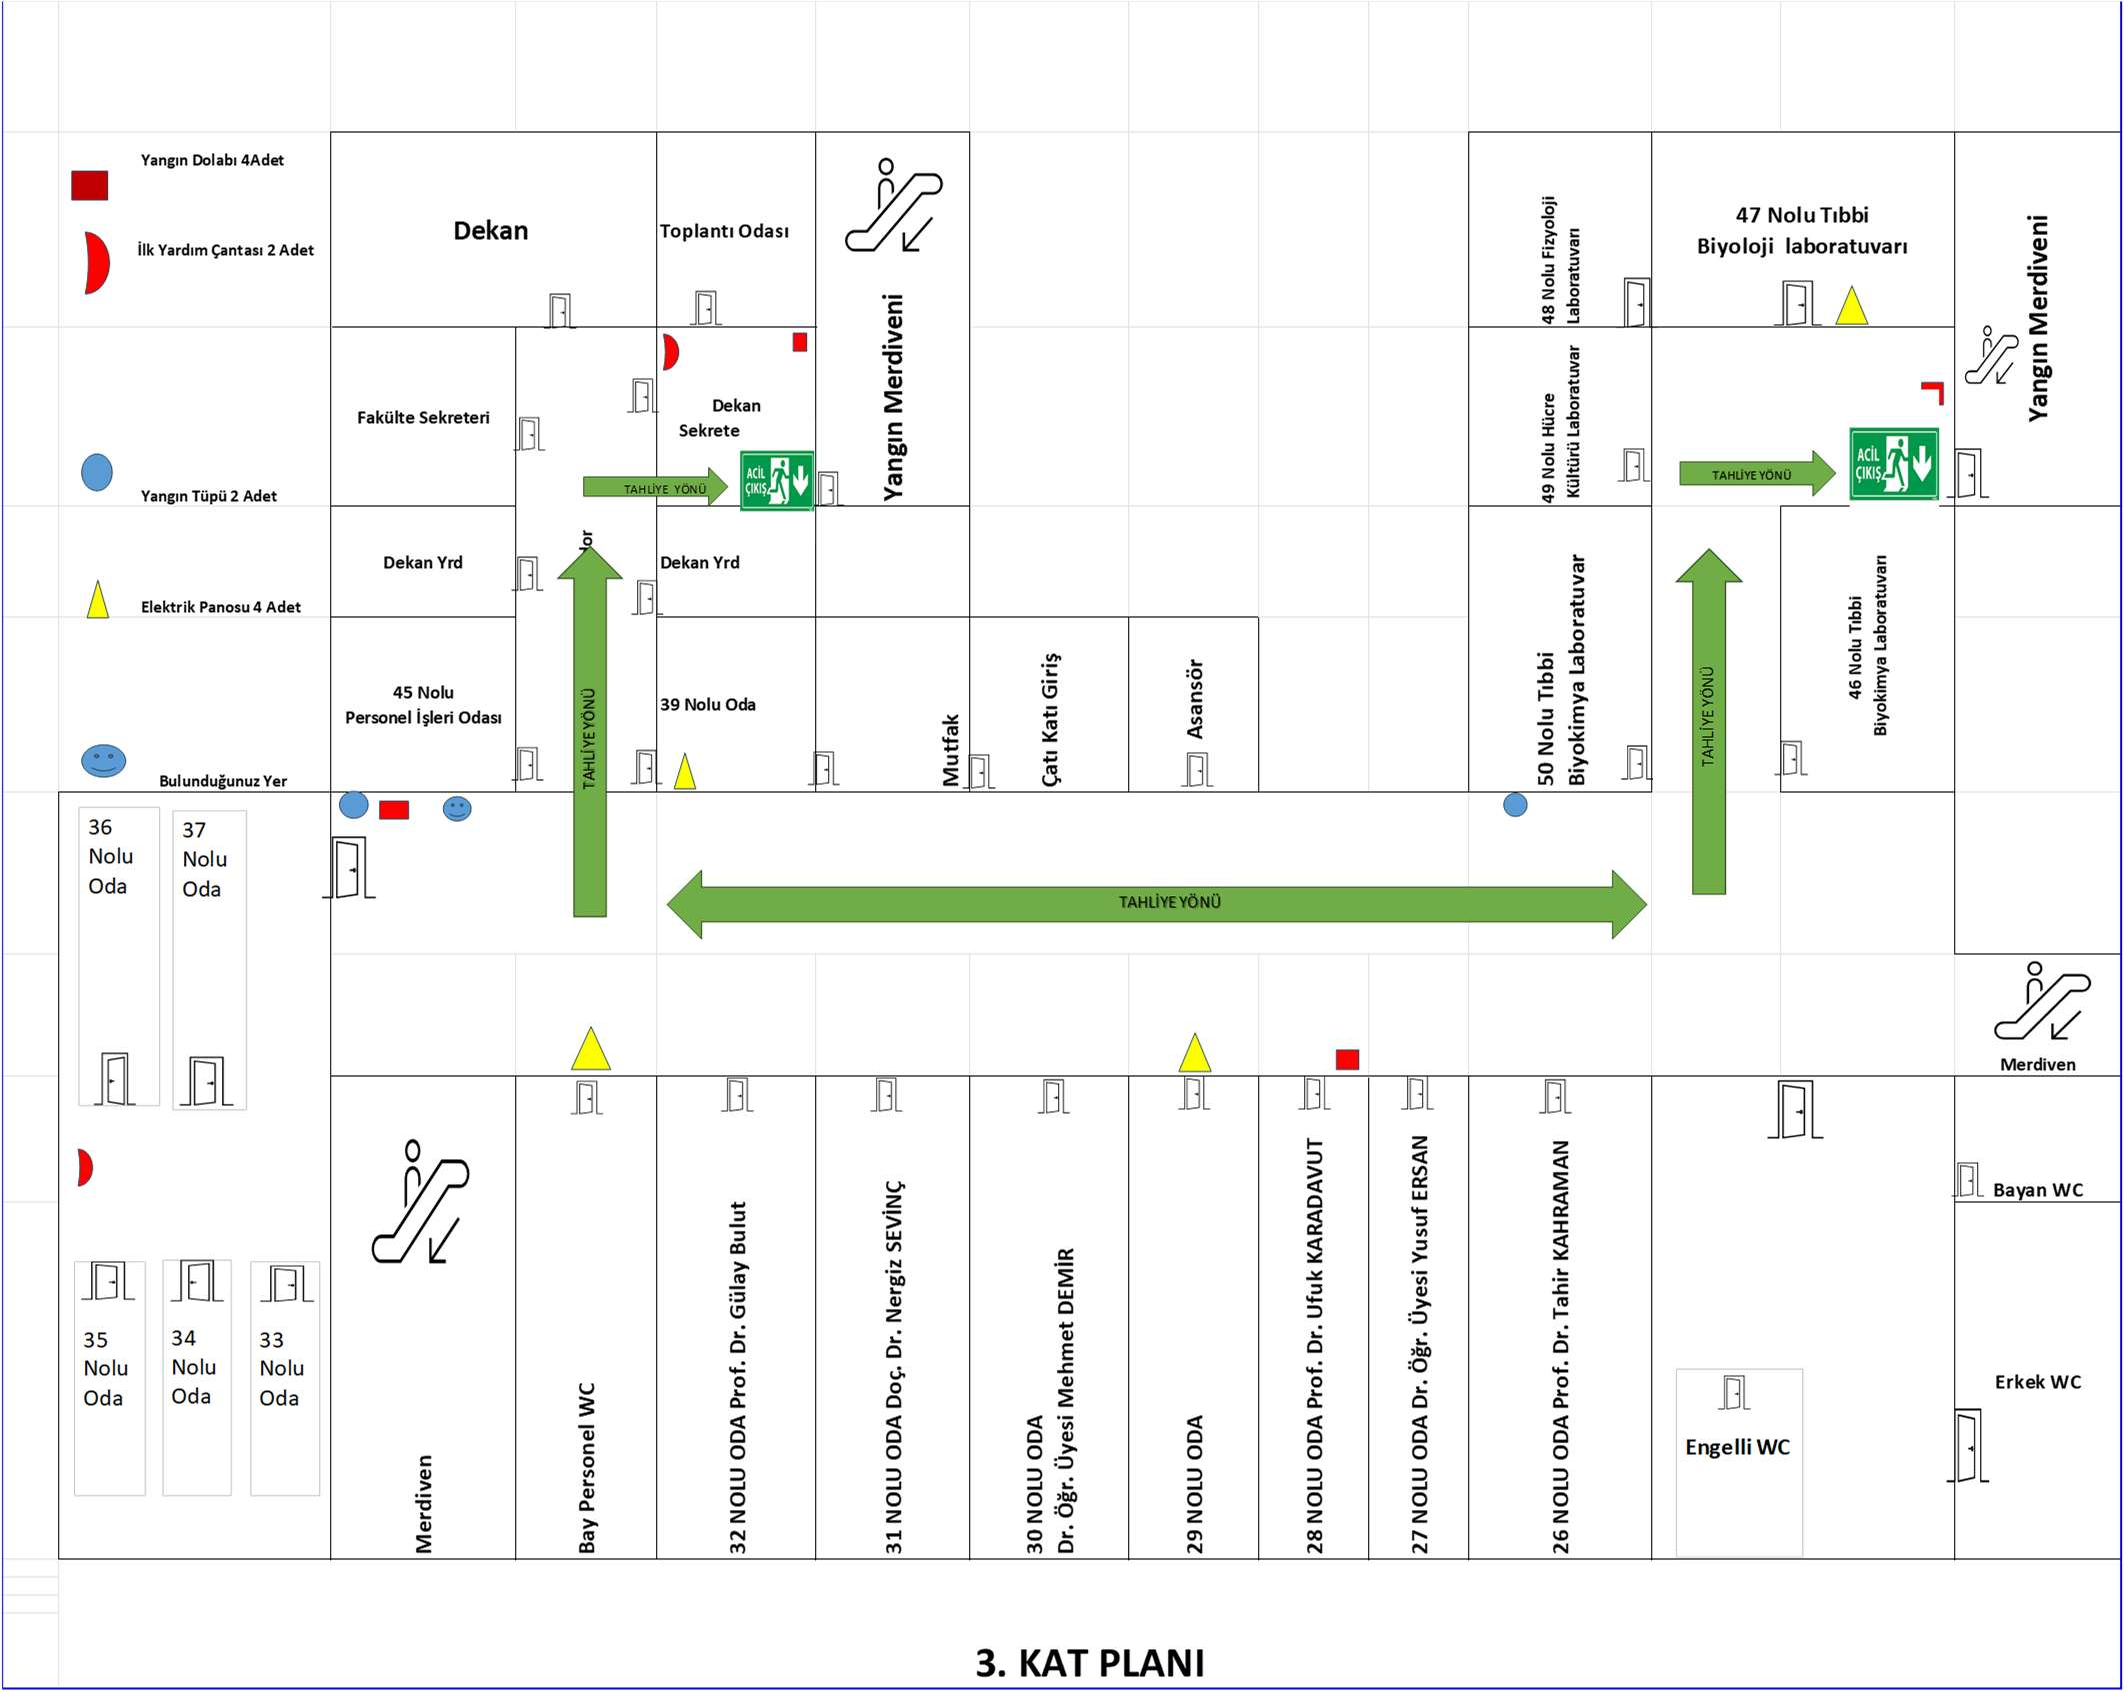 Yangın Dolabı 4Adet
İlk Yardım Çantası 2 Adet
Yangın Tüpü 2 Adet
Elektrik Panosu 4 Adet
Bulunduğunuz Yer
Dekan
Toplantı Odası
Yangın Merdiveni
Fakülte Sekreteri
Dekan
Sekrete
TAHLİYE YÖNÜ
ACİL
ÇIKIŞ
Dekan Yrd
Dekan Yrd
45 Nolu
Personel İşleri Odası
TAHLİYE YÖNÜ
39 Nolu Oda
Mutfak
Çatı Katı Giriş
Asansör
48 Nolu Fizyoloji
Laboratuvarı
47 Nolu Tıbbi
Biyoloji laboratuvarı
Yangın Merdiveni
49 Nolu Hücre
Kültürü Laboratuvar
TAHLİYE YÖNÜ
ACİL
ÇIKIŞ
50 Nolu Tıbbi
Biyokimya Laboratuvar
TAHLİYE YÖNÜ
46 Nolu Tıbbi
Biyokimya Laboratuvarı
36
Nolu
Oda
37
Nolu
Oda
TAHLİYE YÖNÜ
Merdiven
35
Nolu
Oda
34
Nolu
Oda
33
Nolu
Oda
Merdiven
Bay Personel WC
32 NOLU ODA Prof. Dr. Gülay Bulut
31 NOLU ODA Doç. Dr. Nergiz SEVİNÇ
30 NOLU ODA
Dr. Öğr. Üyesi Mehmet DEMİR
29 NOLU ODA
28 NOLU ODA Prof. Dr. Ufuk KARADAVUT
27 NOLU ODA Dr. Öğr. Üyesi Yusuf ERSAN
26 NOLU ODA Prof. Dr. Tahir KAHRAMAN
Engelli WC
Bayan WC
Erkek WC
3. KAT PLANI